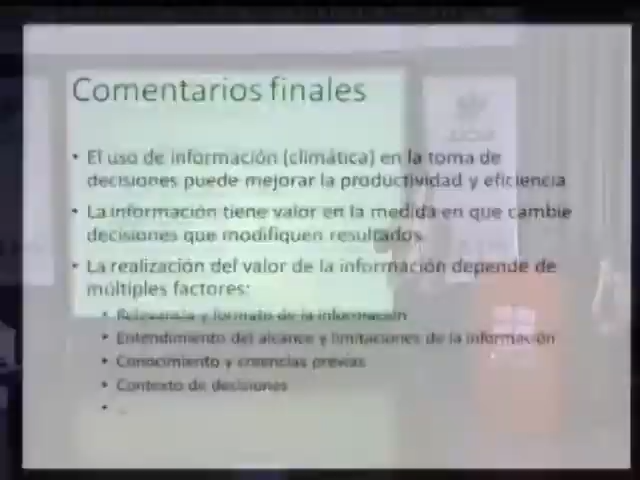 Comentarios finales
• El uso de información (climática) en la toma de
decisiones puede mejorar la productividad y eficiencia
• La información tiene valor en la medida en que cambie
decisiones que modifiquen resultados
• La realización del valor de la información depende de
múltiples factores:
• Relevancia y formato de la información
• Entendimiento del alcance y limitaciones de la información
• Conocimiento y creencias previas
• Contexto de decisiones
• ...